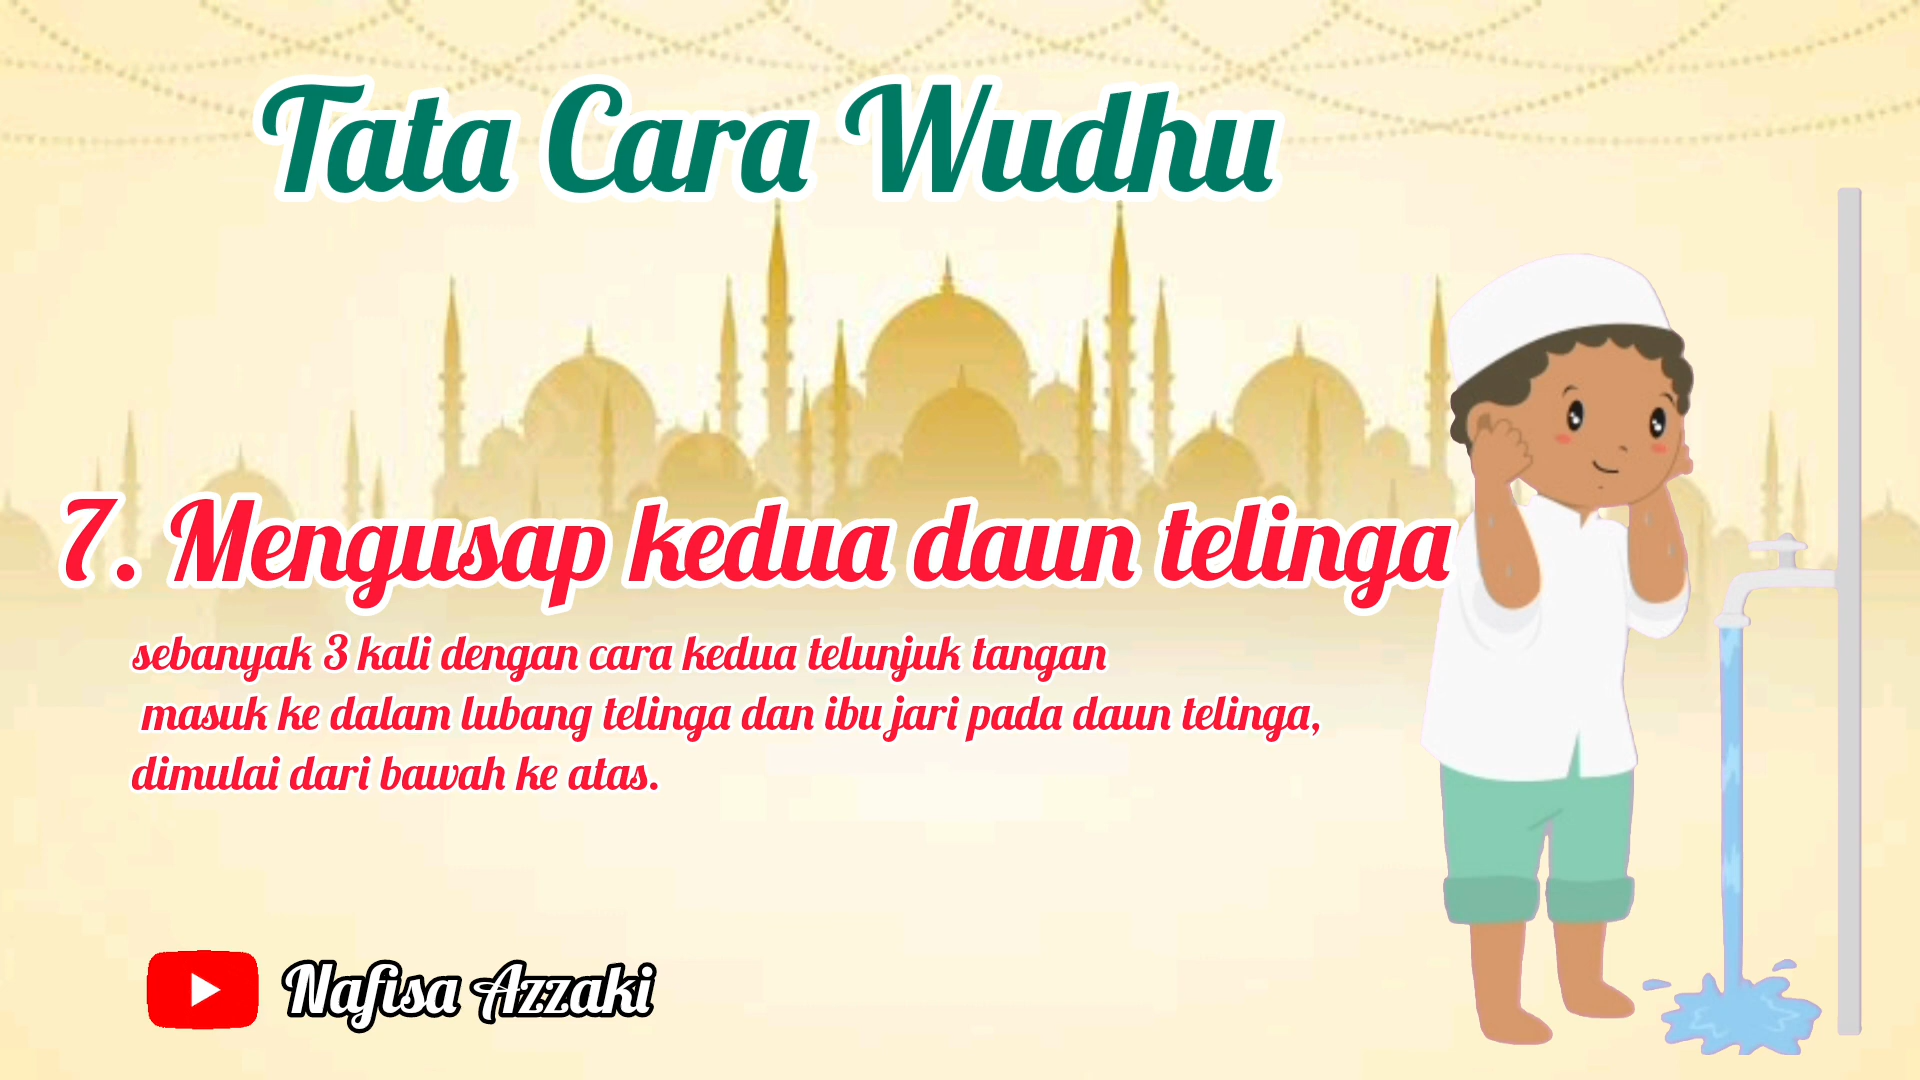 Tata Cara Wudhu
7. Mengusap kedua daun telinga
sebanyak 3 kali dengan cara kedua telunjuk tangan
masuk ke dalam lubang telinga dan ibu jari pada daun telinga,
dimulai dari bawah ke atas.
Nafisa Azzaki